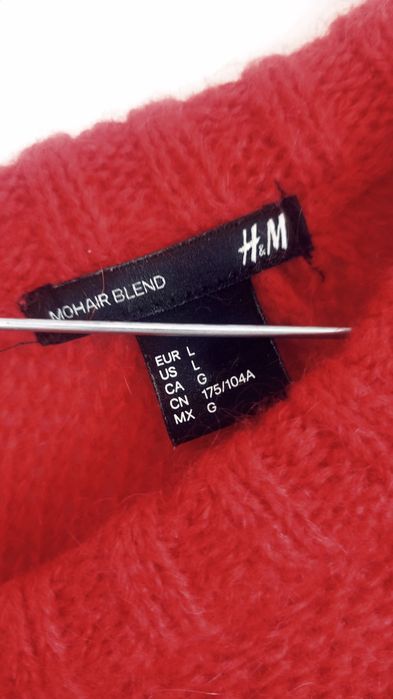 H&M
MOHAIR BLEND
EUR L
US L
CA G
CN 175/104A
MX G